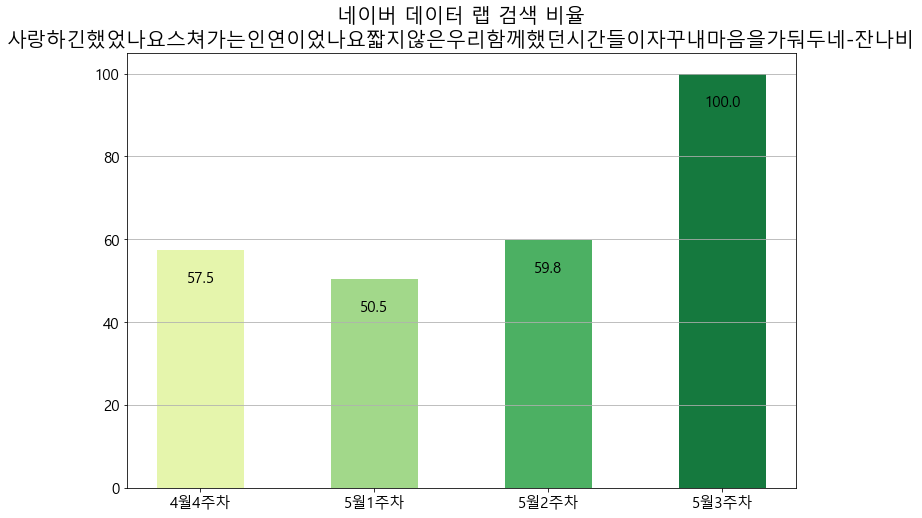 네이버 데이터 랩 검색 비율
사랑하긴했었나요스쳐가는인연이었나요짧지않은우리함께했던시간들이자꾸내마음을가둬두네-잔나비
100
80
60
40
20
0
57.5
50.5
59.8
100.0
4월4주차
5월1주차
5월2주차
5월3주차